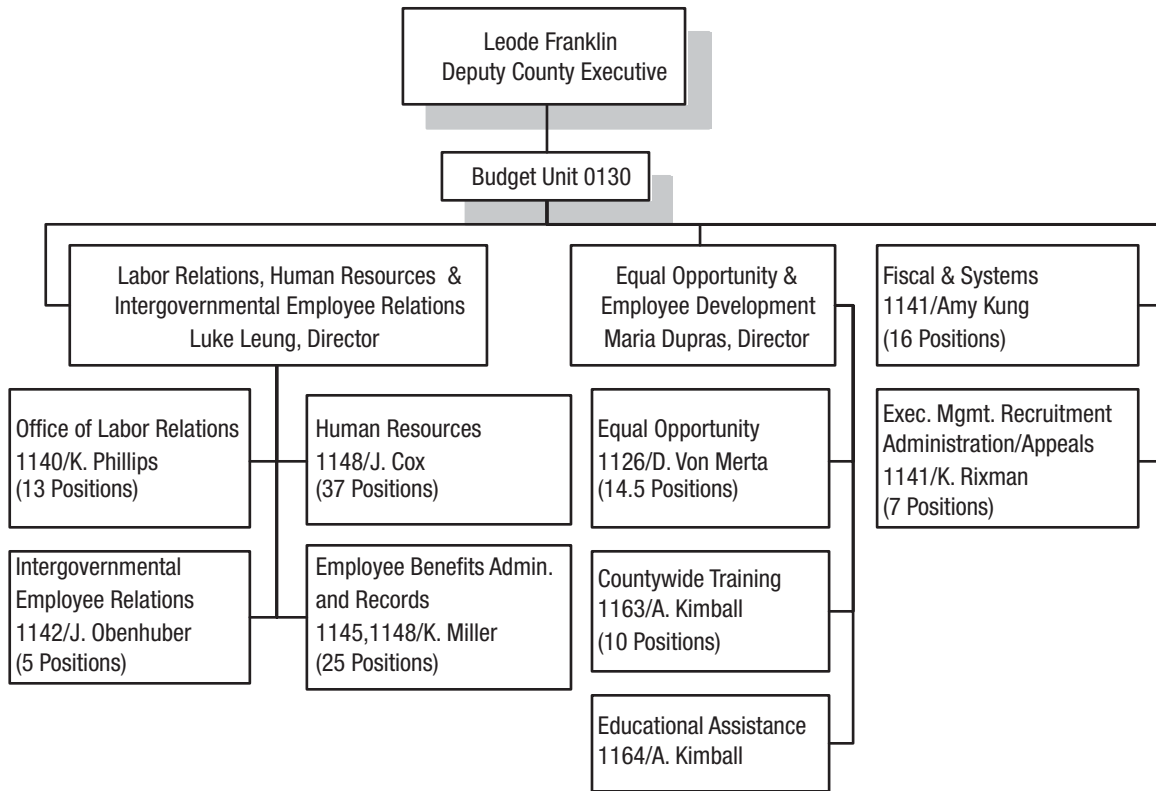 Leode Franklin
Deputy County Executive
Budget Unit 0130
Labor Relations, Human Resources &
Intergovernmental Employee Relations
Luke Leung, Director
Office of Labor Relations
1140/K. Phillips
(13 Positions)
Human Resources
1148/J. Cox
(37 Positions)
Intergovernmental
Employee Relations
1142/J. Obenhuber
(5 Positions)
Employee Benefits Admin.
and Records
1145,1148/K. Miller
(25 Positions)
Equal Opportunity &
Employee Development
Maria Dupras, Director
Equal Opportunity
1126/D. Von Merta
(14.5 Positions)
Countywide Training
1163/A. Kimball
(10 Positions)
Educational Assistance
1164/A. Kimball
Fiscal & Systems
1141/Amy Kung
(16 Positions)
Exec. Mgmt. Recruitment
Administration/Appeals
1141/K. Rixman
(7 Positions)